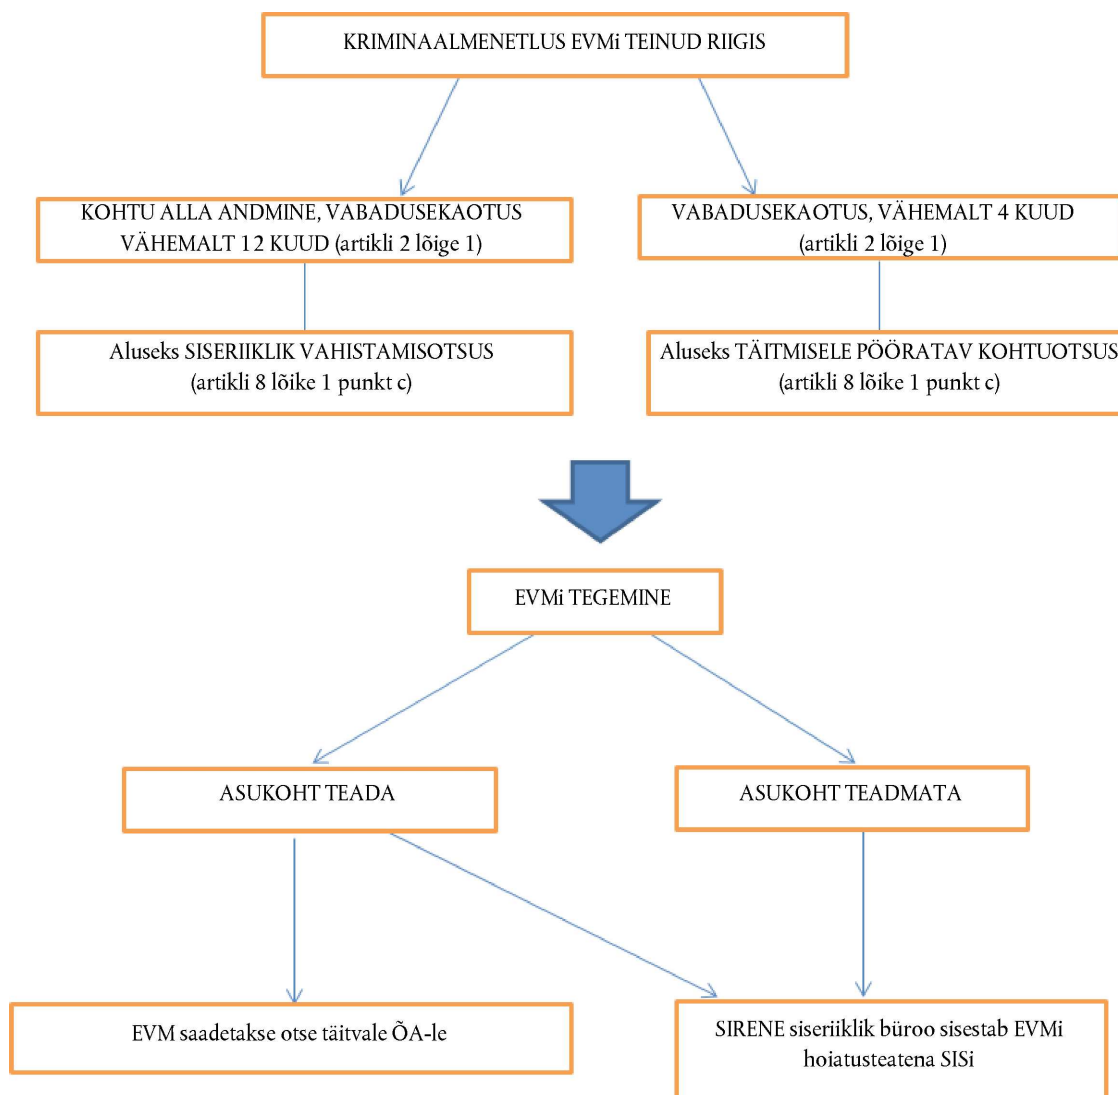 KRIMINAALMENETLUS EVMi TEINUD RIIGIS
KOHTU ALLA ANDMINE, VABADUSEKAOTUS
VÄHEMALT 12 KUUD (artikli 2 lõige 1)
VABADUSEKAOTUS, VÄHEMALT 4 KUUD
(artikli 2 lõige 1)
Aluseks SISERIIKLIK VAHISTAMISOTSUS
(artikli 8 lõike 1 punkt c)
Aluseks TÄITMISELE PÖÖRATAV KOHTUOTSUS
(artikli 8 lõike 1 punkt c)
EVMi TEGEMINE
ASUKOHT TEADA
ASUKOHT TEADMATA
EVM saadetakse otse täitvale ÕA-le
SIRENE siseriiklik büroo sisestab EVMi
hoiatusteatena SISi